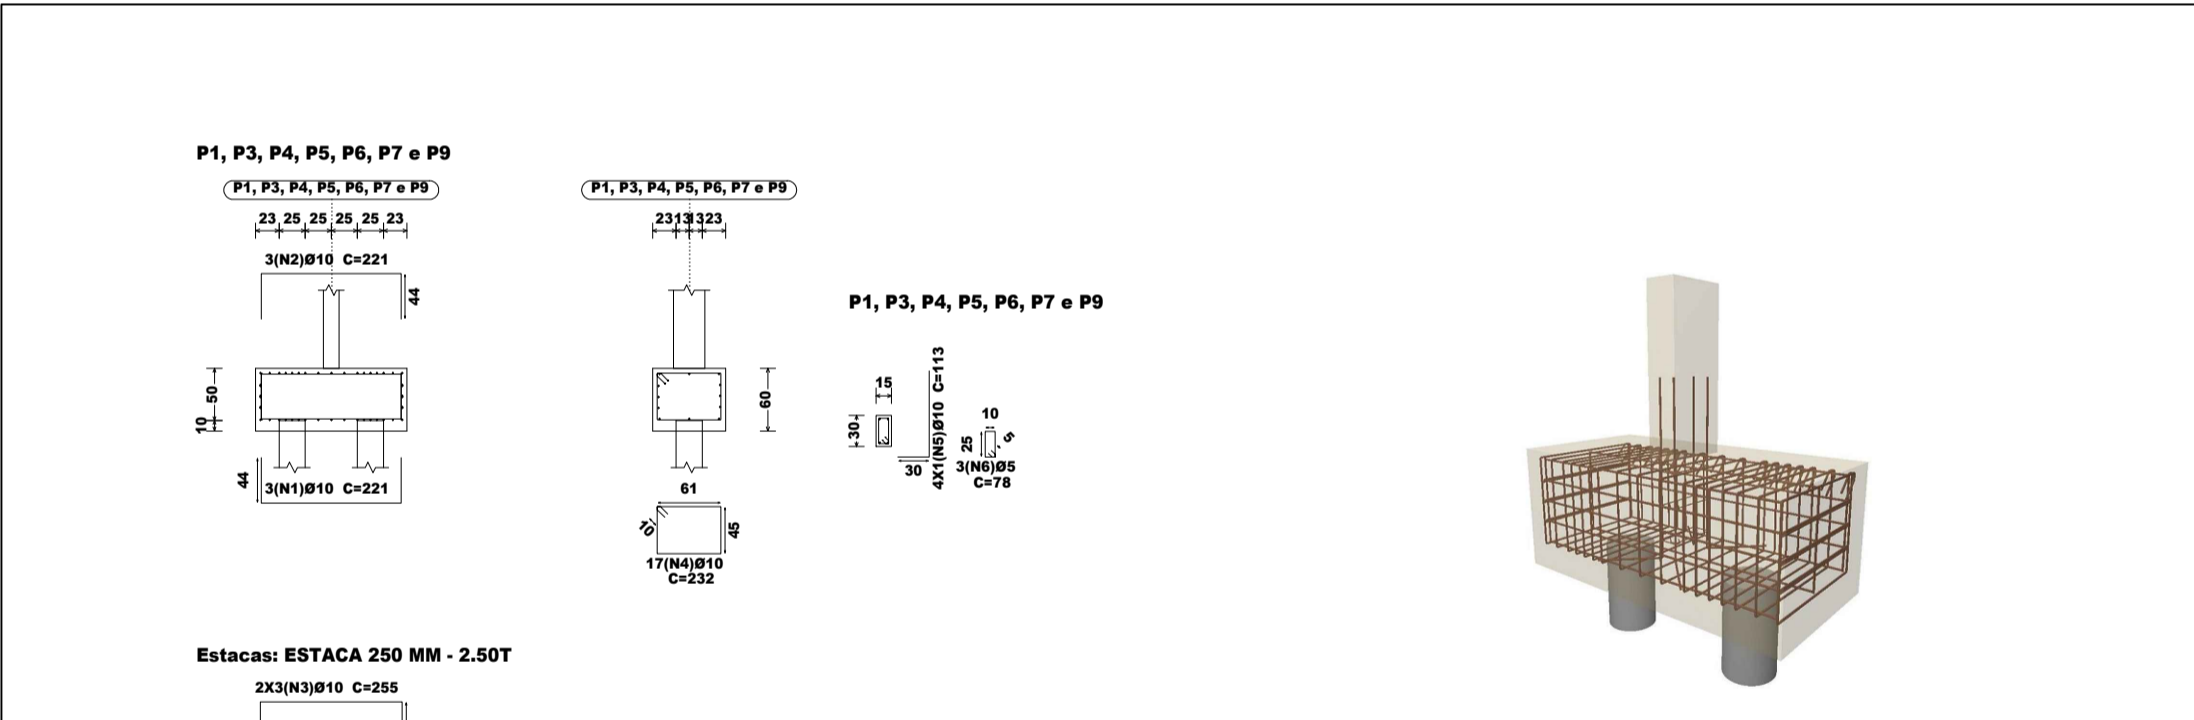 P1, P3, P4, P5, P6, P7 e P9
P1, P3, P4, P5, P6, P7 e P9
23 25 25 25 25 23
3(N2)Ø10 C=221
44
50
10
44
3(N1)Ø10 C=221
P1, P3, P4, P5, P6, P7 e P9
23 13 13 23
60
61
10
45
17(N4)Ø10
C=232
P1, P3, P4, P5, P6, P7 e P9
15
30
30
4X1(N5)Ø10 C=113
10
25
5
3(N6)Ø5
C=78
Estacas: ESTACA 250 MM - 2.50T
2X3(N3)Ø10 C=255